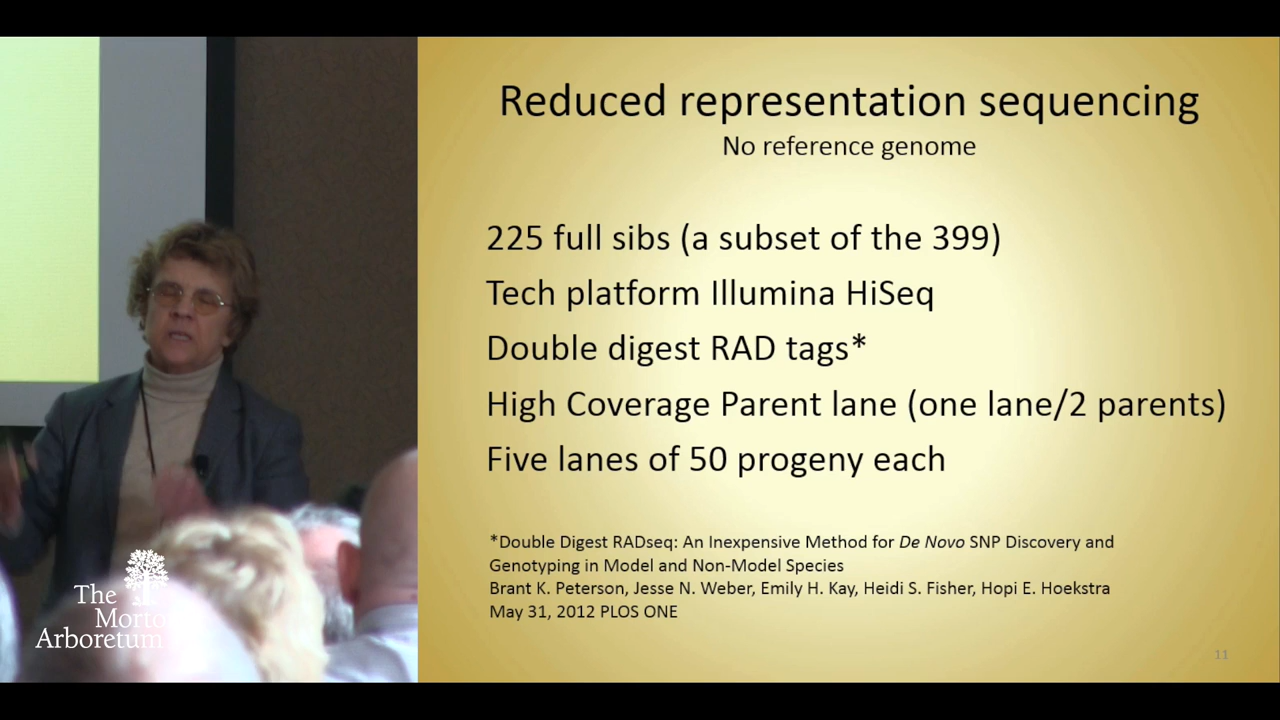 Reduced representation sequencing
No reference genome
225 full sibs (a subset of the 399)
Tech platform Illumina HiSeq
Double digest RAD tags*
High Coverage Parent lane (one lane/2 parents)
Five lanes of 50 progeny each
*Double Digest RADseq: An Inexpensive Method for De Novo SNP Discovery and
Genotyping in Model and Non-Model Species
Brant K. Peterson, Jesse N. Weber, Emily H. Kay, Heidi S. Fisher, Hopi E. Hoekstra
May 31, 2012 PLOS ONE
11
The
Morto
Arboretum